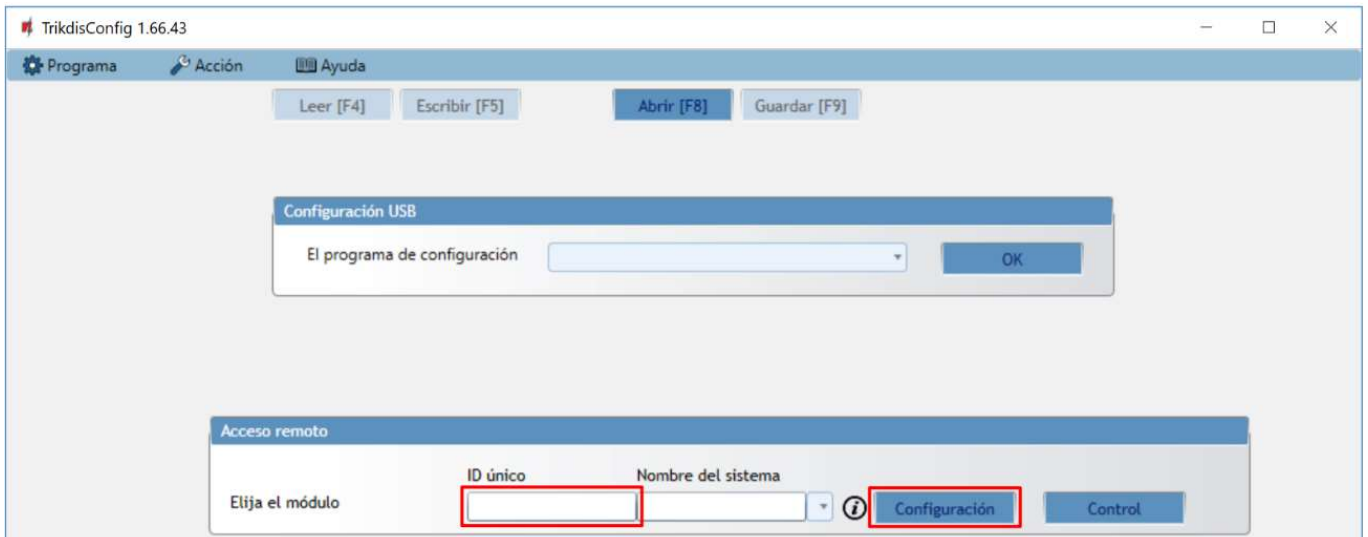 TrikdisConfig 1.66.43
Programa Acción Ayuda
Leer [F4] Escribir [F5] Abrir [F8] Guardar [F9]
Configuración USB
El programa de configuración OK
Acceso remoto
ID único Nombre del sistema
Elija el módulo i Configuración Control